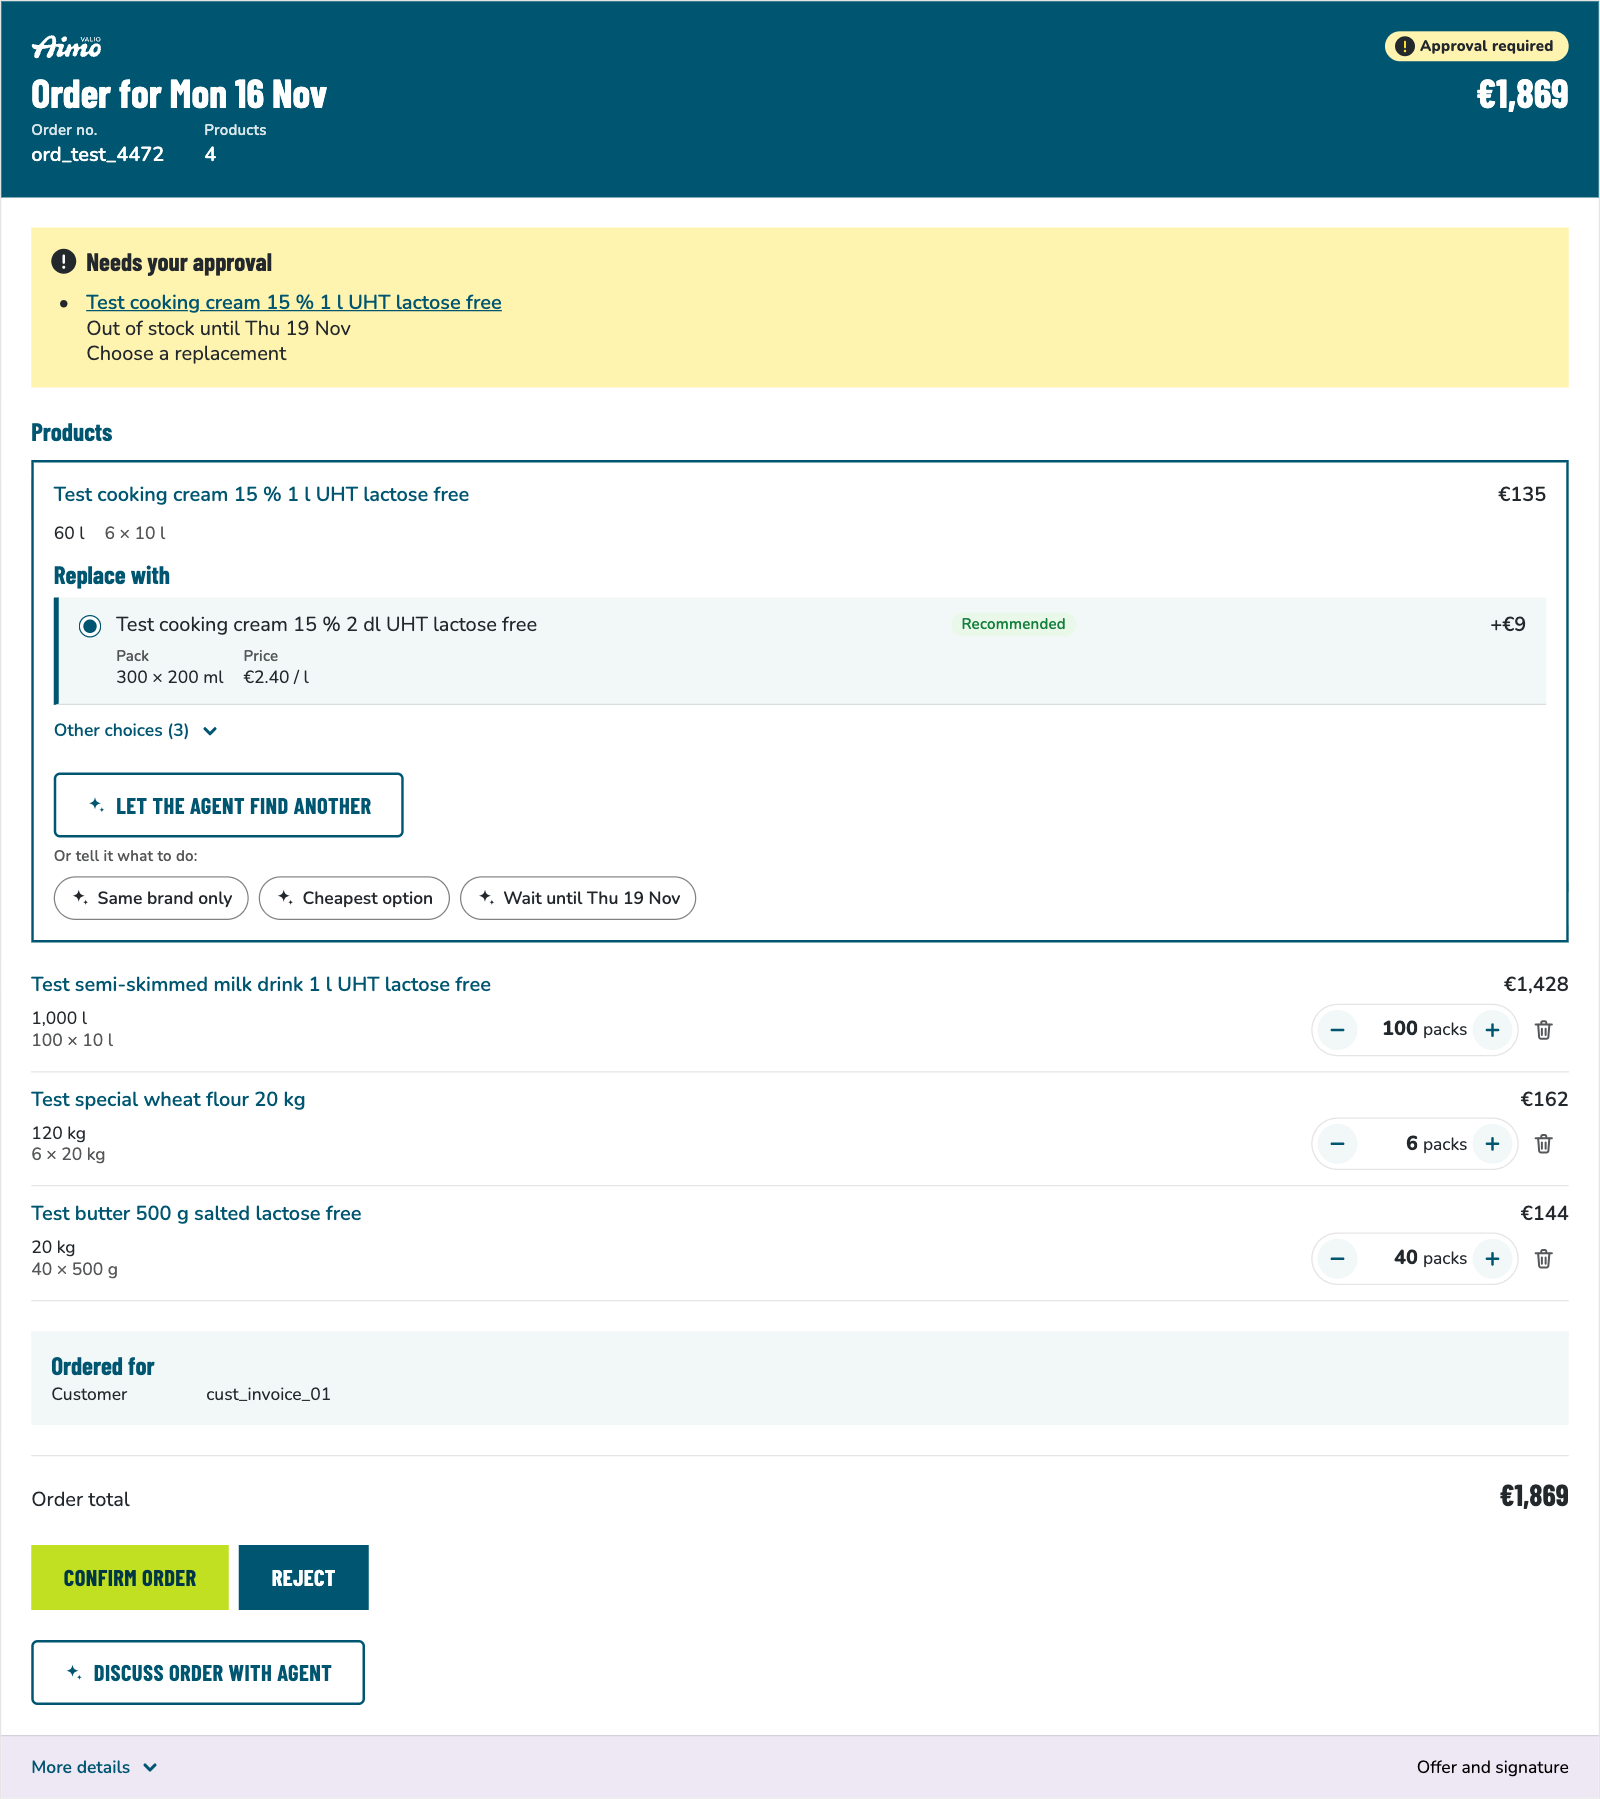 Aimo VALIO
Approval required
Order for Mon 16 Nov
€1,869
Order no.
Products
ord_test_4472
4
Needs your approval
• Test cooking cream 15 % 1 l UHT lactose free
Out of stock until Thu 19 Nov
Choose a replacement
Products
Test cooking cream 15 % 1 l UHT lactose free
€135
60 l 6 × 10 l
Replace with
Test cooking cream 15 % 2 dl UHT lactose free
Recommended
+€9
Pack
Price
300 × 200 ml
€2.40 / l
Other choices (3)
LET THE AGENT FIND ANOTHER
Or tell it what to do:
Same brand only
Cheapest option
Wait until Thu 19 Nov
Test semi-skimmed milk drink 1 l UHT lactose free
€1,428
1,000 l
100 × 10 l
− 100 packs +
Test special wheat flour 20 kg
€162
120 kg
6 × 20 kg
− 6 packs +
Test butter 500 g salted lactose free
€144
20 kg
40 × 500 g
− 40 packs +
Ordered for
Customer
cust_invoice_01
Order total
€1,869
CONFIRM ORDER
REJECT
DISCUSS ORDER WITH AGENT
More details
Offer and signature